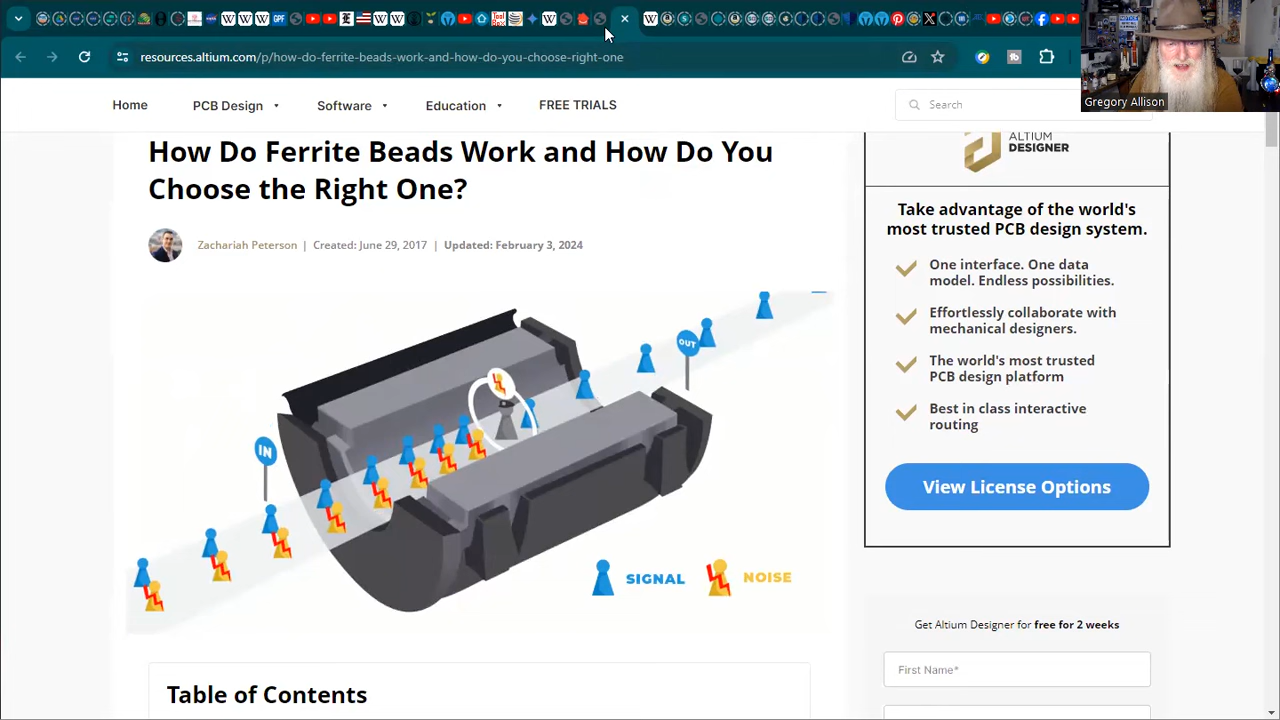 resources.altium.com/p/how-do-ferrite-beads-work-and-how-do-you-choose-right-one
Gregory Allison
Home
PCB Design
Software
Education
FREE TRIALS
Search
How Do Ferrite Beads Work and How Do You
Choose the Right One?
Zachariah Peterson | Created: June 29, 2017 | Updated: February 3, 2024
IN
OUT
SIGNAL
NOISE
Table of Contents
ALTIUM
DESIGNER
Take advantage of the world's
most trusted PCB design system.
One interface. One data
model. Endless possibilities.
Effortlessly collaborate with
mechanical designers.
The world's most trusted
PCB design platform
Best in class interactive
routing
View License Options
Get Altium Designer for free for 2 weeks
First Name*